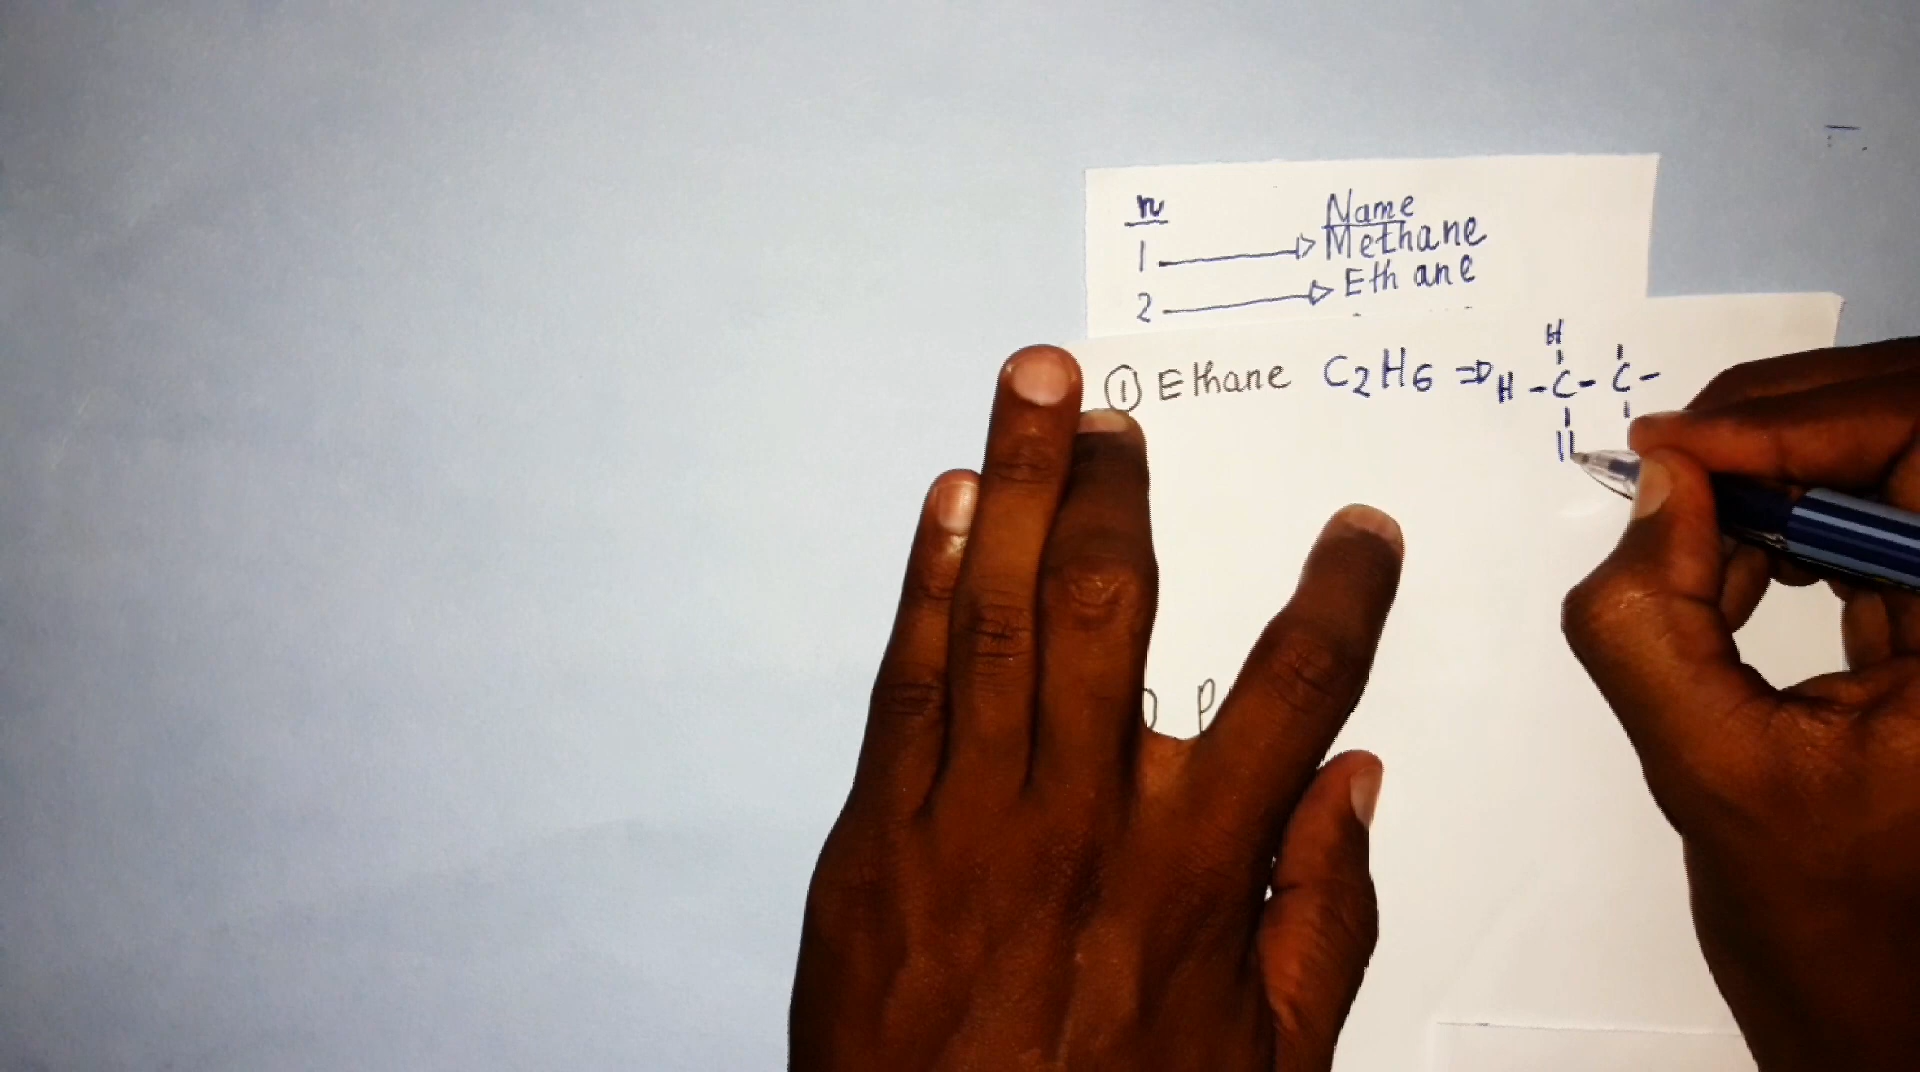 n Name
1 Methane
2 Ethane
H
① Ethane C2H6 ⇒ H - C - C -
P